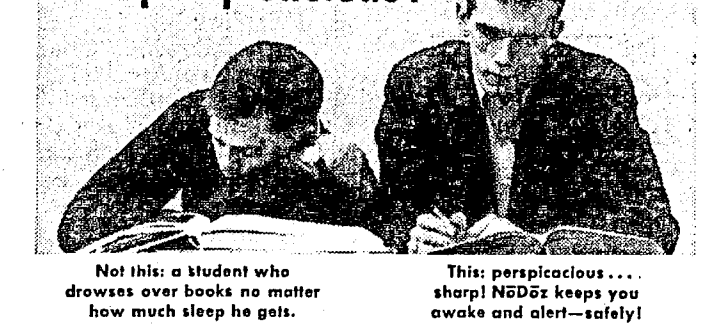 Not this: a student who
drowses over books no matter
how much sleep he gets.
This: perspicacious....
sharp! NōDōz keeps you
awake and alert—safely!